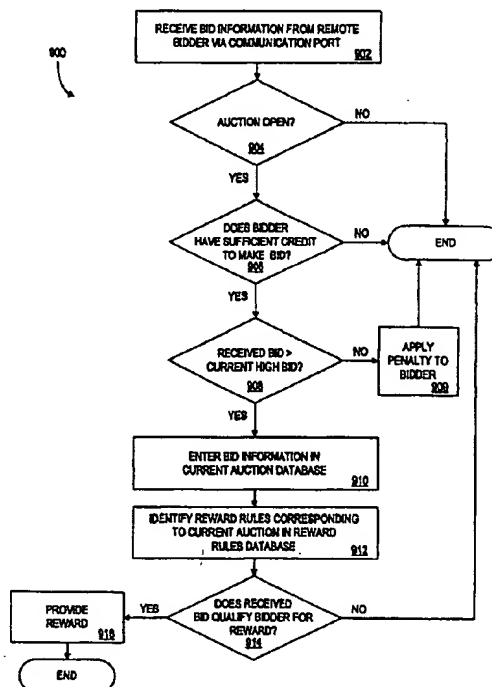 900
RECEIVE BID INFORMATION FROM REMOTE
BIDDER VIA COMMUNICATION PORT
902
AUCTION OPEN?
904
NO
YES
DOES BIDDER
HAVE SUFFICIENT CREDIT
TO MAKE BID?
906
NO
END
YES
RECEIVED BID >
CURRENT HIGH BID?
908
NO
APPLY
PENALTY TO
BIDDER
909
YES
ENTER BID INFORMATION IN
CURRENT AUCTION DATABASE
910
IDENTIFY REWARD RULES CORRESPONDING
TO CURRENT AUCTION IN REWARD
RULES DATABASE
912
DOES RECEIVED
BID QUALIFY BIDDER FOR
REWARD?
914
NO
YES
PROVIDE
REWARD
916
END